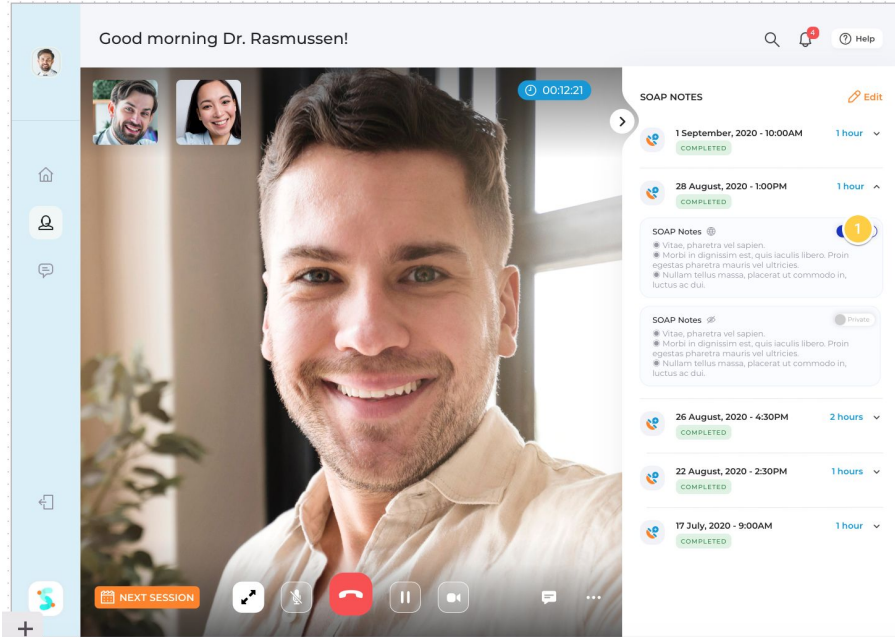 Good morning Dr. Rasmussen!
4
Help
00:12:21
SOAP NOTES
Edit
1 September, 2020 - 10:00AM
1 hour
COMPLETED
28 August, 2020 - 1:00PM
1 hour
COMPLETED
SOAP Notes
1
Vitae, pharetra vel sapien.
Morbi in dignissim est, quis iaculis libero. Proin
egestas pharetra mauris vel ultricies.
Nullam tellus massa, placerat ut commodo in,
luctus ac dui.
SOAP Notes
Private
Vitae, pharetra vel sapien.
Morbi in dignissim est, quis iaculis libero. Proin
egestas pharetra mauris vel ultricies.
Nullam tellus massa, placerat ut commodo in,
luctus ac dui.
26 August, 2020 - 4:30PM
2 hours
COMPLETED
22 August, 2020 - 2:30PM
1 hours
COMPLETED
17 July, 2020 - 9:00AM
1 hour
COMPLETED
NEXT SESSION